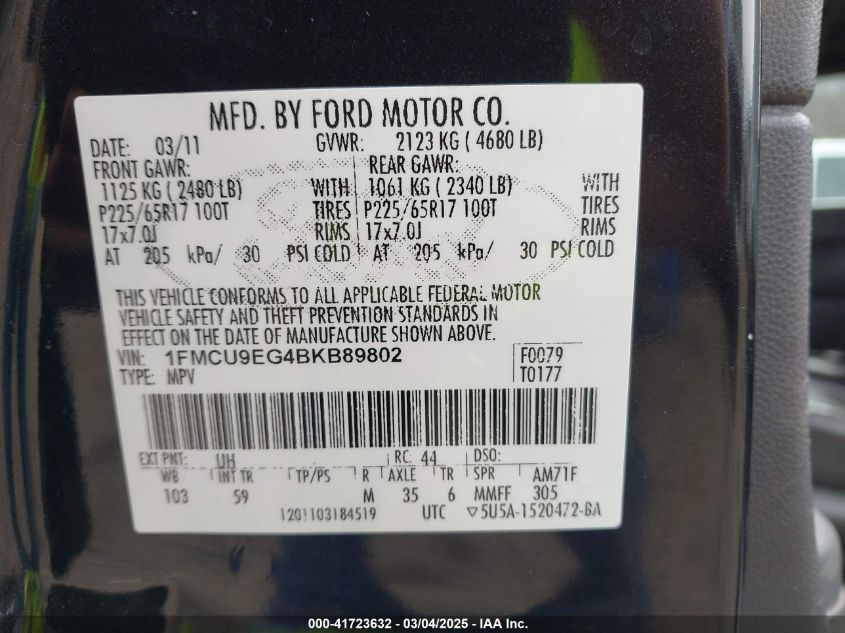 MFD. BY FORD MOTOR CO.
DATE: 03/11 GVWR: 2123 KG ( 4680 LB)
FRONT GAWR: REAR GAWR:
1125 KG ( 2480 LB) WITH 1061 KG ( 2340 LB) WITH
P225/65R17 100T TIRES P225/65R17 100T TIRES
17x7.0J RIMS 17x7.0J RIMS
AT 205 kPa/ 30 PSI COLD AT 205 kPa/ 30 PSI COLD
THIS VEHICLE CONFORMS TO ALL APPLICABLE FEDERAL MOTOR
VEHICLE SAFETY AND THEFT PREVENTION STANDARDS IN
EFFECT ON THE DATE OF MANUFACTURE SHOWN ABOVE.
VIN: 1FMCU9EG4BKB89802 F0079
TYPE: MPV T0177
EXT PNT: UH RC: 44 DSO:
WB INT TR TP/PS R AXLE TR SPR AM71F
103 59 M 35 6 MMFF 305
1201103184519 UTC ▽5U5A-1520472-BA
000-41723632 - 03/04/2025 - IAA Inc.